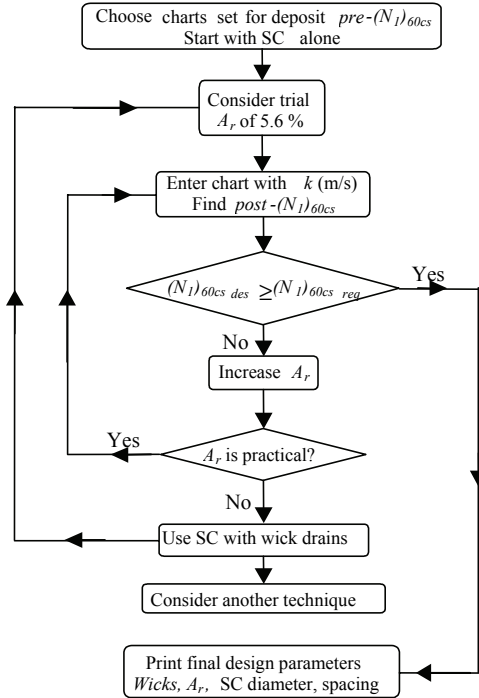 Choose charts set for deposit pre-(N1)60cs
Start with SC alone
Consider trial
Ar of 5.6 %
Enter chart with k (m/s)
Find post-(N1)60cs
(N1)60cs des ≥(N1)60cs req
Yes
No
Increase Ar
Yes
Ar is practical?
No
Use SC with wick drains
Consider another technique
Print final design parameters
Wicks, Ar, SC diameter, spacing